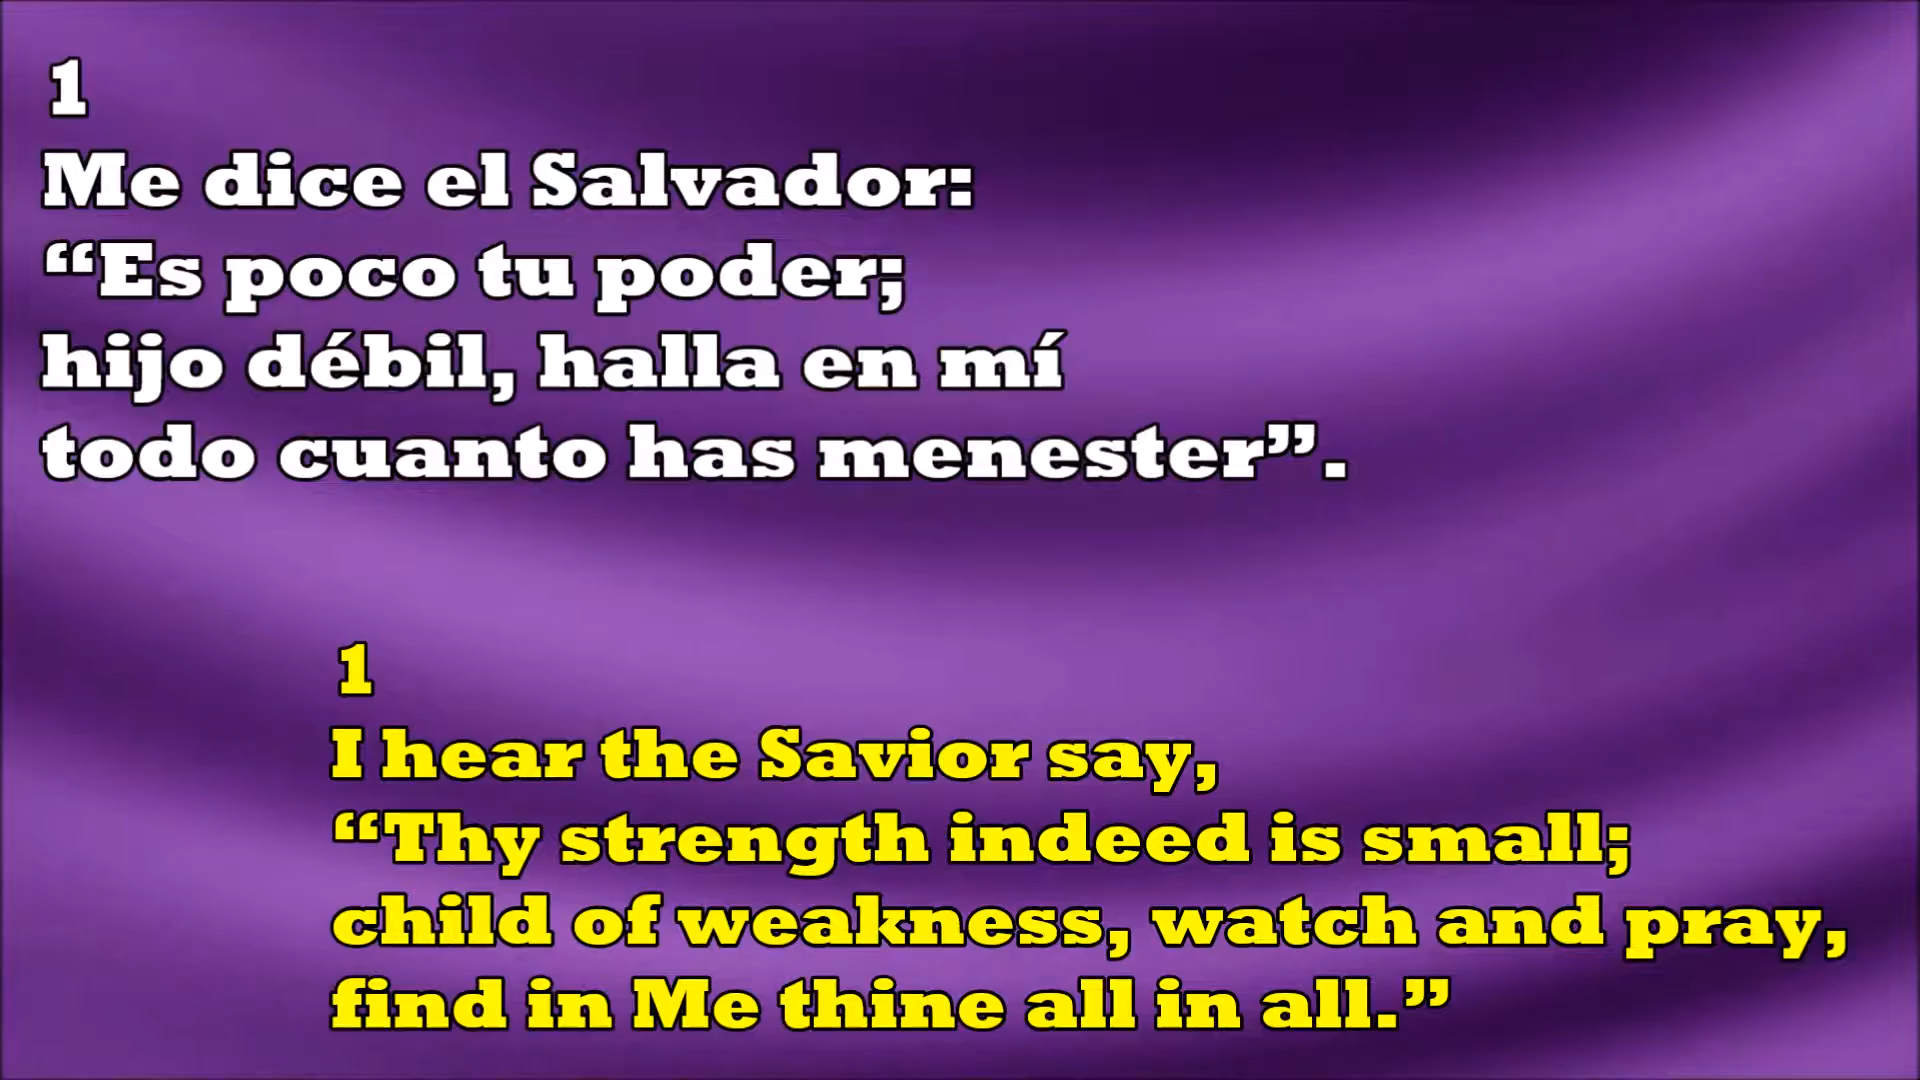 1
Me dice el Salvador:
“Es poco tu poder;
hijo débil, halla en mí
todo cuanto has menester”.
1
I hear the Savior say,
“Thy strength indeed is small;
child of weakness, watch and pray,
find in Me thine all in all.”